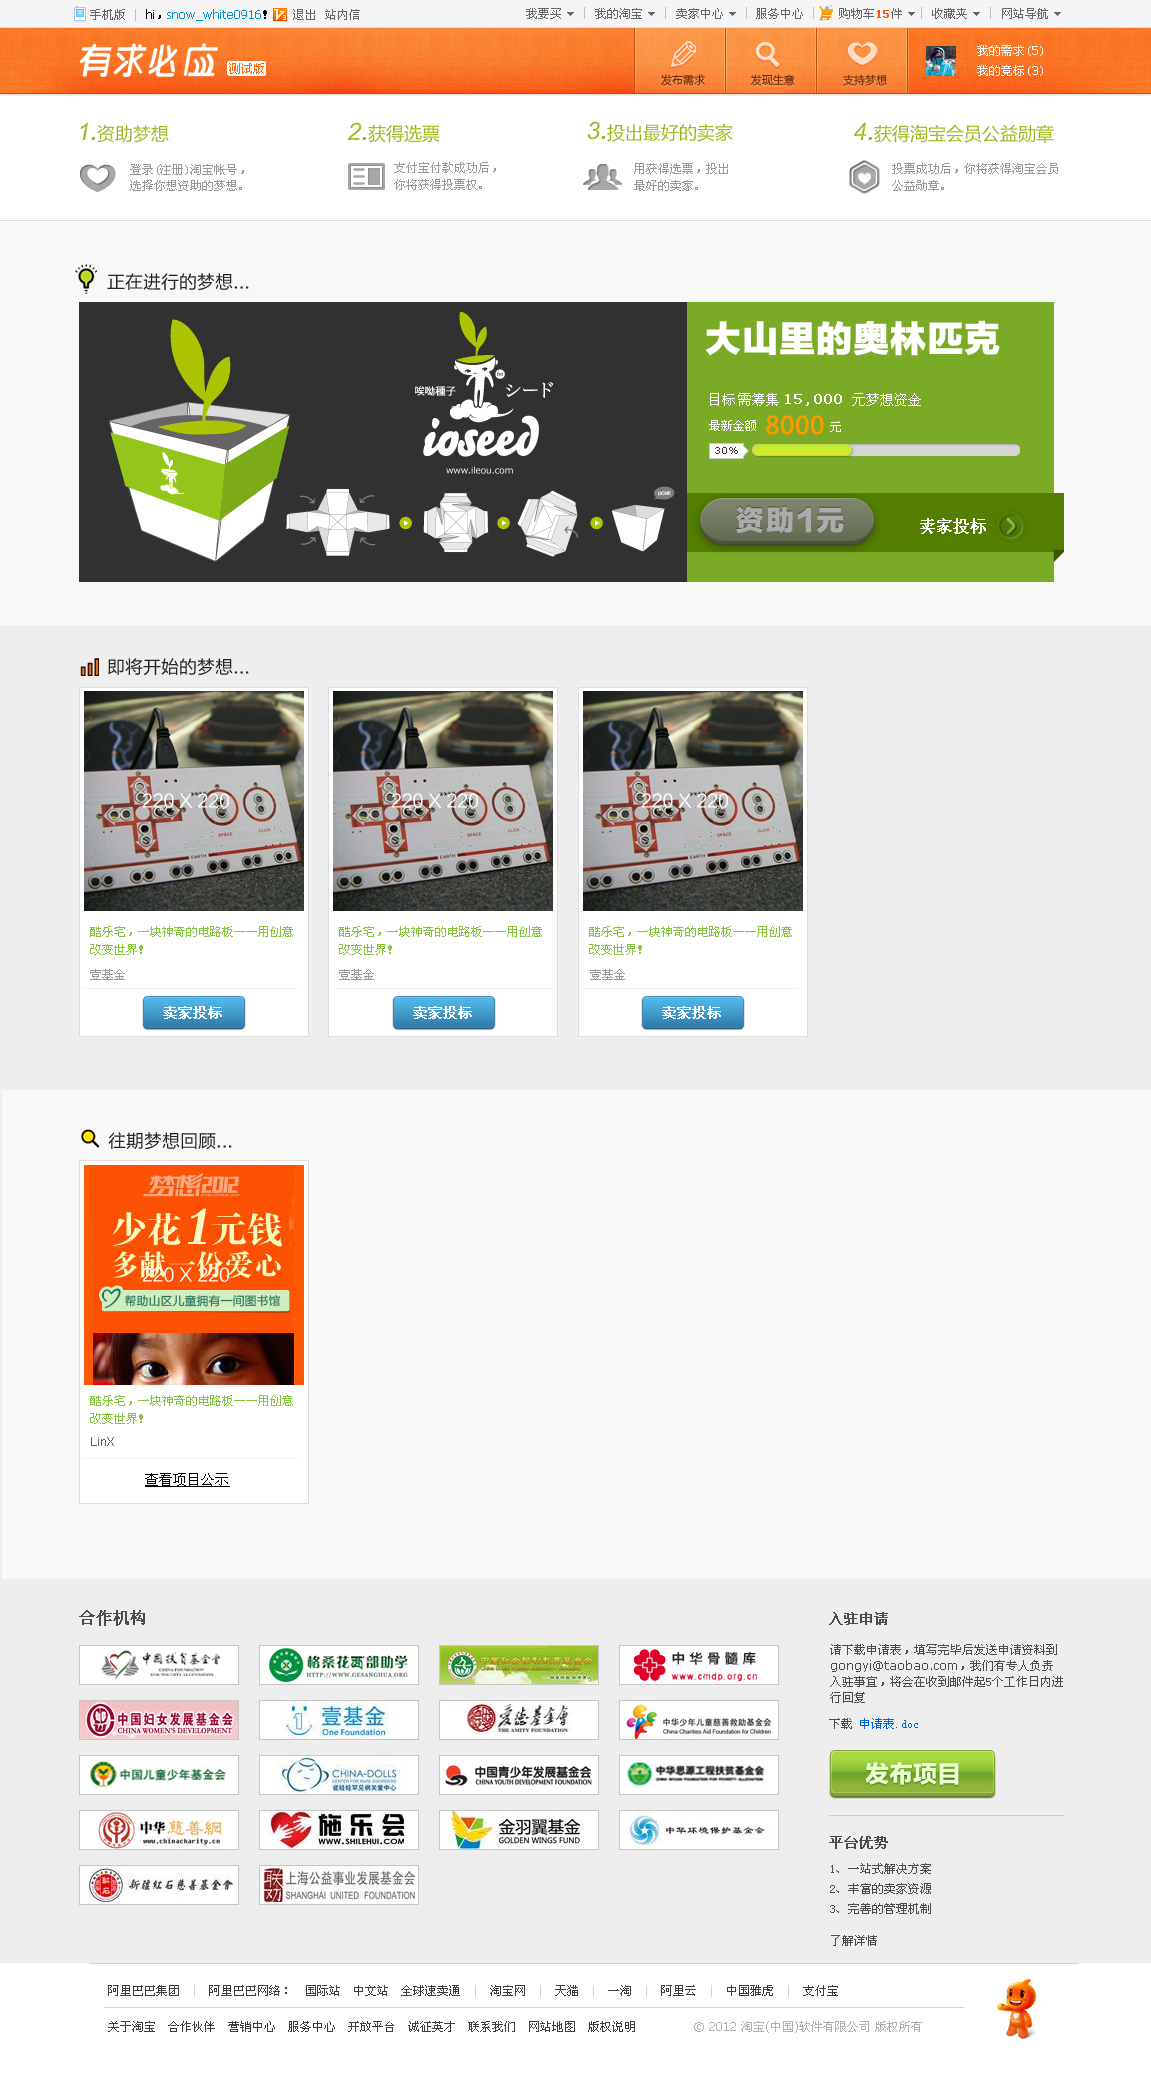 手机版 hi，snow_white0916！ 退出 站内信 我要买 我的淘宝 卖家中心 服务中心 购物车15件 收藏夹 网站导航
有求必应 测试版 发布需求 发现生意 支持梦想
我的需求(5)
我的竞标(3)
1.资助梦想
登录(注册)淘宝帐号，
选择你想资助的梦想。
2.获得选票
支付宝付款成功后，
你将获得投票权。
3.投出最好的卖家
用获得选票，投出
最好的卖家。
4.获得淘宝会员公益勋章
投票成功后，你将获得淘宝会员
公益勋章。
正在进行的梦想...
唉呦種子 シード
ioseed
www.ileou.com
DONE
大山里的奥林匹克
目标需筹集 15,000 元梦想资金
最新金额 8000 元
30%
资助1元 卖家投标
即将开始的梦想...
220 X 220
SPACE
CLICK
EARTH
酷乐宅，一块神奇的电路板——用创意
改变世界！
壹基金
卖家投标
220 X 220
SPACE
CLICK
EARTH
酷乐宅，一块神奇的电路板——用创意
改变世界！
壹基金
卖家投标
220 X 220
SPACE
CLICK
EARTH
酷乐宅，一块神奇的电路板——用创意
改变世界！
壹基金
卖家投标
往期梦想回顾...
梦想2012
少花1元钱
多献一份爱心
220 X 220
帮助山区儿童拥有一间图书馆
酷乐宅，一块神奇的电路板——用创意
改变世界！
LinX
查看项目公示
合作机构
中国扶贫基金会
格桑花西部助学
HTTP://WWW.GESANGHUA.ORG
中华骨髓库
www.cmdp.org.cn
中国妇女发展基金会
CHINA WOMEN'S DEVELOPMENT
壹基金
One Foundation
爱德基金會
THE AMITY FOUNDATION
中华少年儿童慈善救助基金会
China Charities Aid Foundation for Children
中国儿童少年基金会
CHINA-DOLLS
CENTER FOR RARE DISORDERS
瓷娃娃罕见病关爱中心
中国青少年发展基金会
CHINA YOUTH DEVELOPMENT FOUNDATION
中华思源工程扶贫基金会
中华慈善網
www.chinacharity.cn
施乐会
WWW.SHILEHUI.COM
金羽翼基金
GOLDEN WINGS FUND
中华环境保护基金会
新疆红石慈善基金會
联劝
上海公益事业发展基金会
SHANGHAI UNITED FOUNDATION
入驻申请
请下载申请表，填写完毕后发送申请资料到
gongyi@taobao.com，我们有专人负责
入驻事宜，将会在收到邮件起5个工作日内进
行回复
下载 申请表.doc
发布项目
平台优势
1、一站式解决方案
2、丰富的卖家资源
3、完善的管理机制
了解详情
阿里巴巴集团 阿里巴巴网络： 国际站 中文站 全球速卖通 淘宝网 天猫 一淘 阿里云 中国雅虎 支付宝
关于淘宝 合作伙伴 营销中心 服务中心 开放平台 诚征英才 联系我们 网站地图 版权说明 © 2012 淘宝(中国)软件有限公司 版权所有